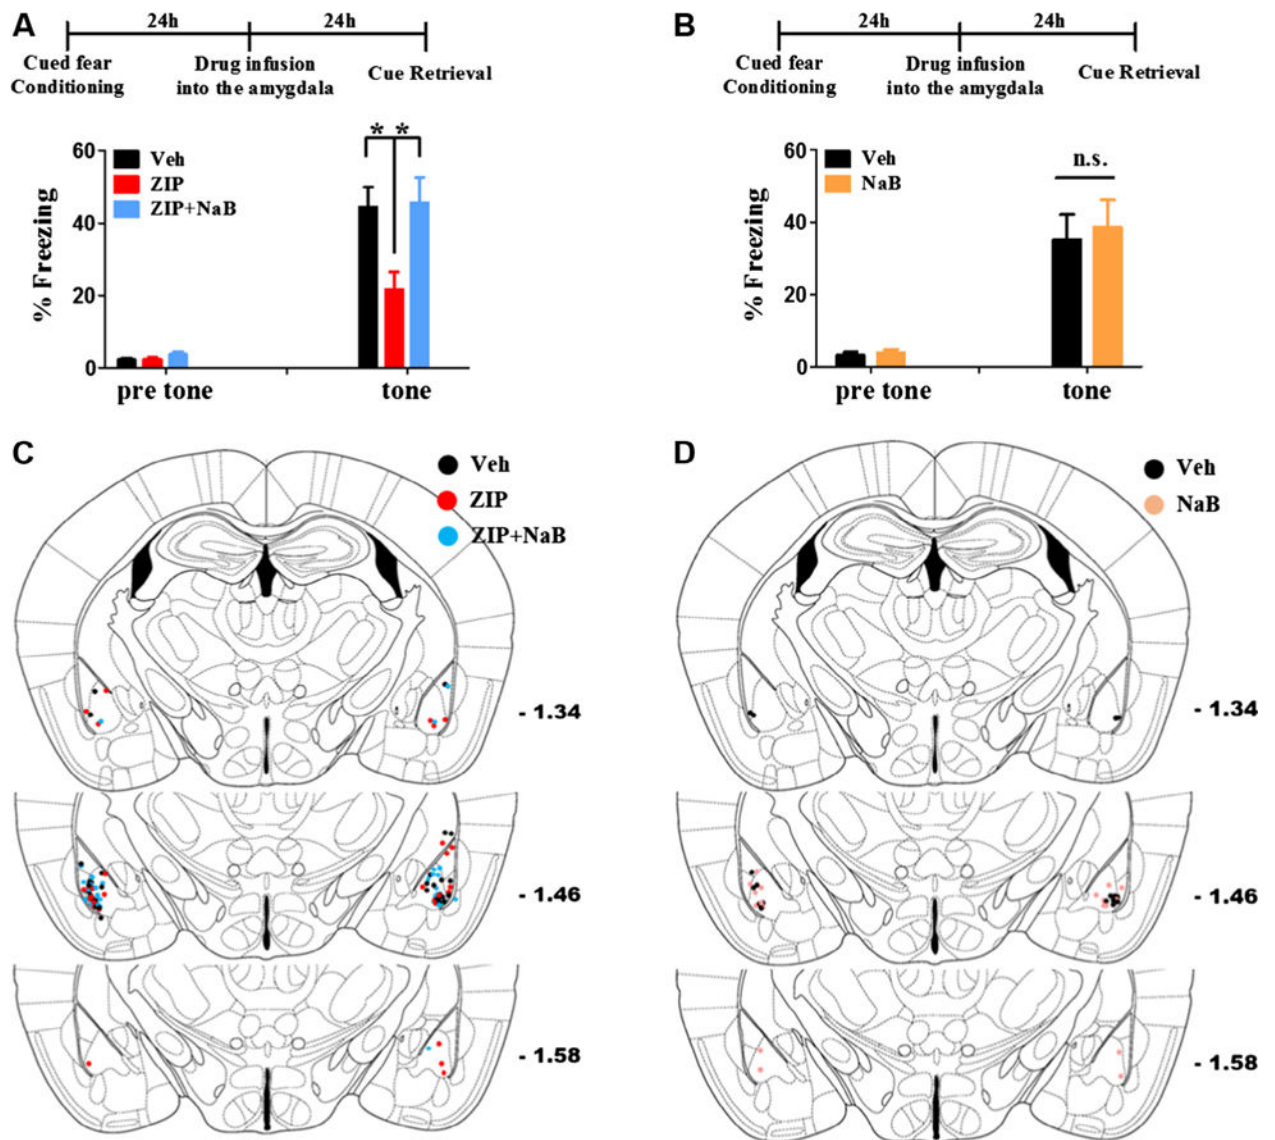 A
24h
24h
Cued fear
Conditioning
Drug infusion
into the amygdala
Cue Retrieval
60
40
20
0
% Freezing
Veh
ZIP
ZIP+NaB
* *
pre tone
tone
B
24h
24h
Cued fear
Conditioning
Drug infusion
into the amygdala
Cue Retrieval
60
40
20
0
% Freezing
Veh
NaB
n.s.
pre tone
tone
C
Veh
ZIP
ZIP+NaB
- 1.34
- 1.46
- 1.58
D
Veh
NaB
- 1.34
- 1.46
- 1.58